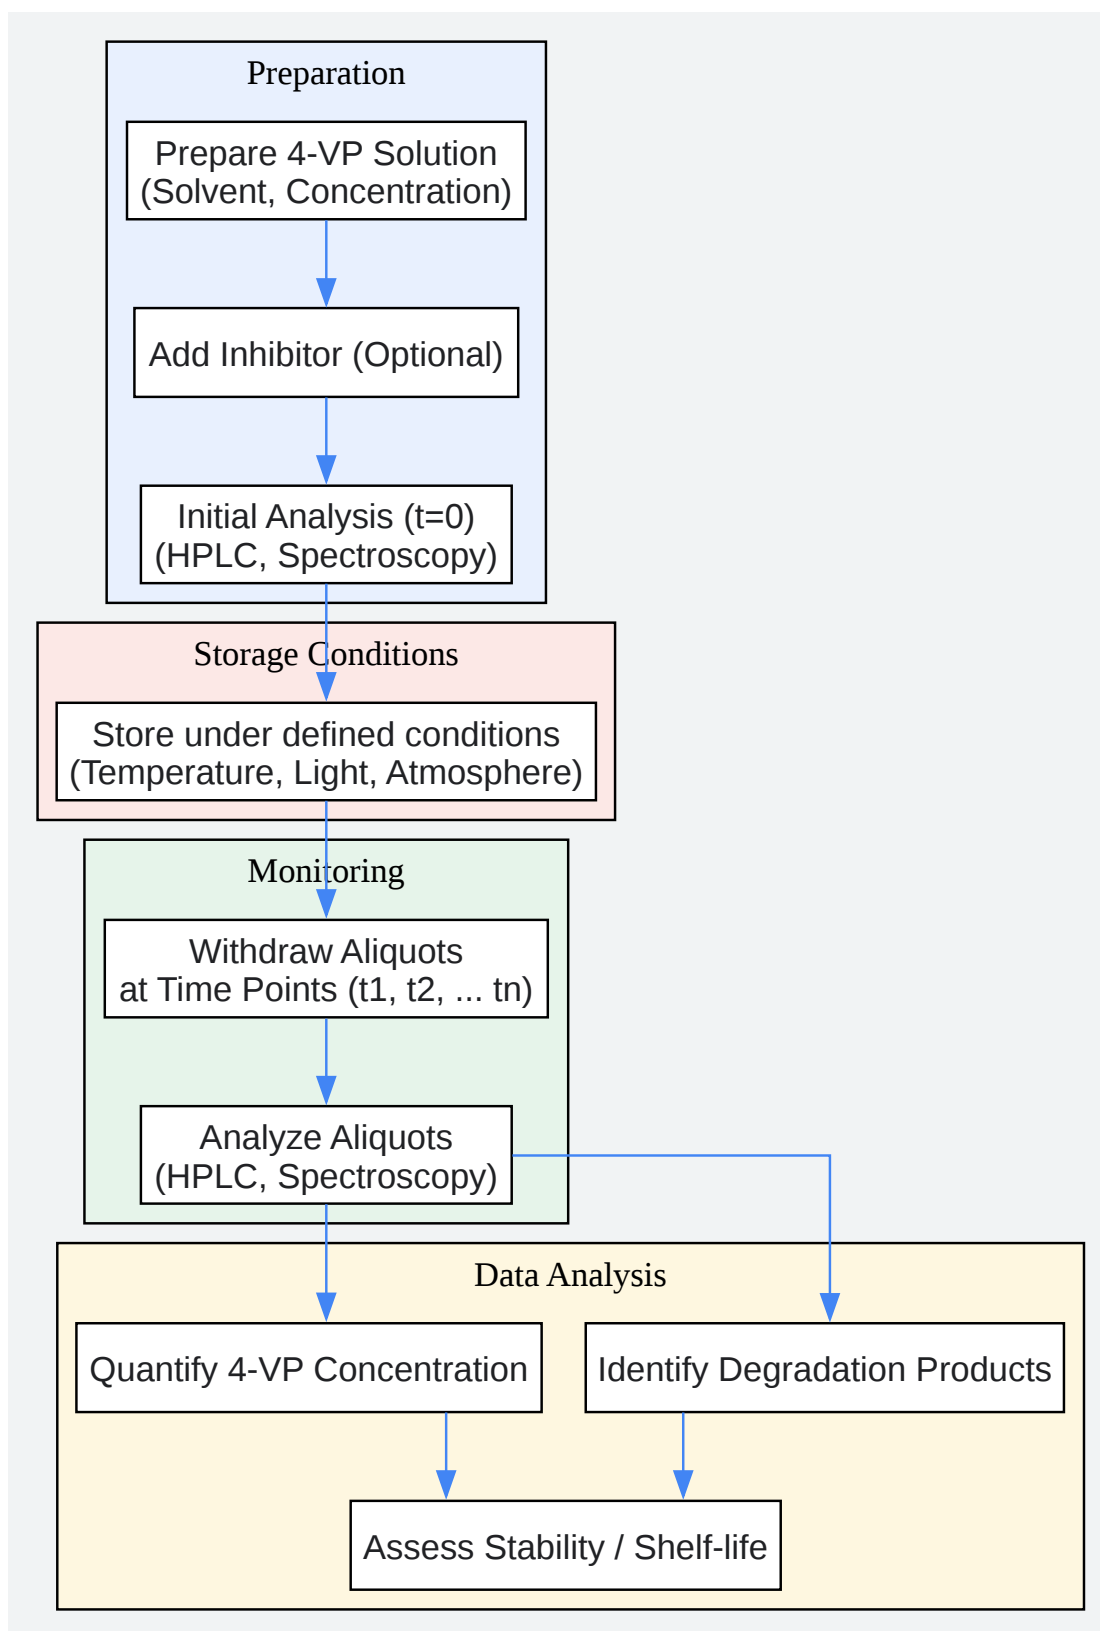 Preparation
Prepare 4-VP Solution
(Solvent, Concentration)
Add Inhibitor (Optional)
Initial Analysis (t=0)
(HPLC, Spectroscopy)
Storage Conditions
Store under defined conditions
(Temperature, Light, Atmosphere)
Monitoring
Withdraw Aliquots
at Time Points (t1, t2, ... tn)
Analyze Aliquots
(HPLC, Spectroscopy)
Data Analysis
Quantify 4-VP Concentration
Identify Degradation Products
Assess Stability / Shelf-life